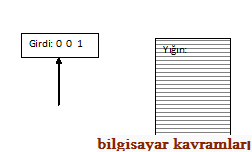 Girdi: 0 0 1
Yığın:
bilgisayar kavramları